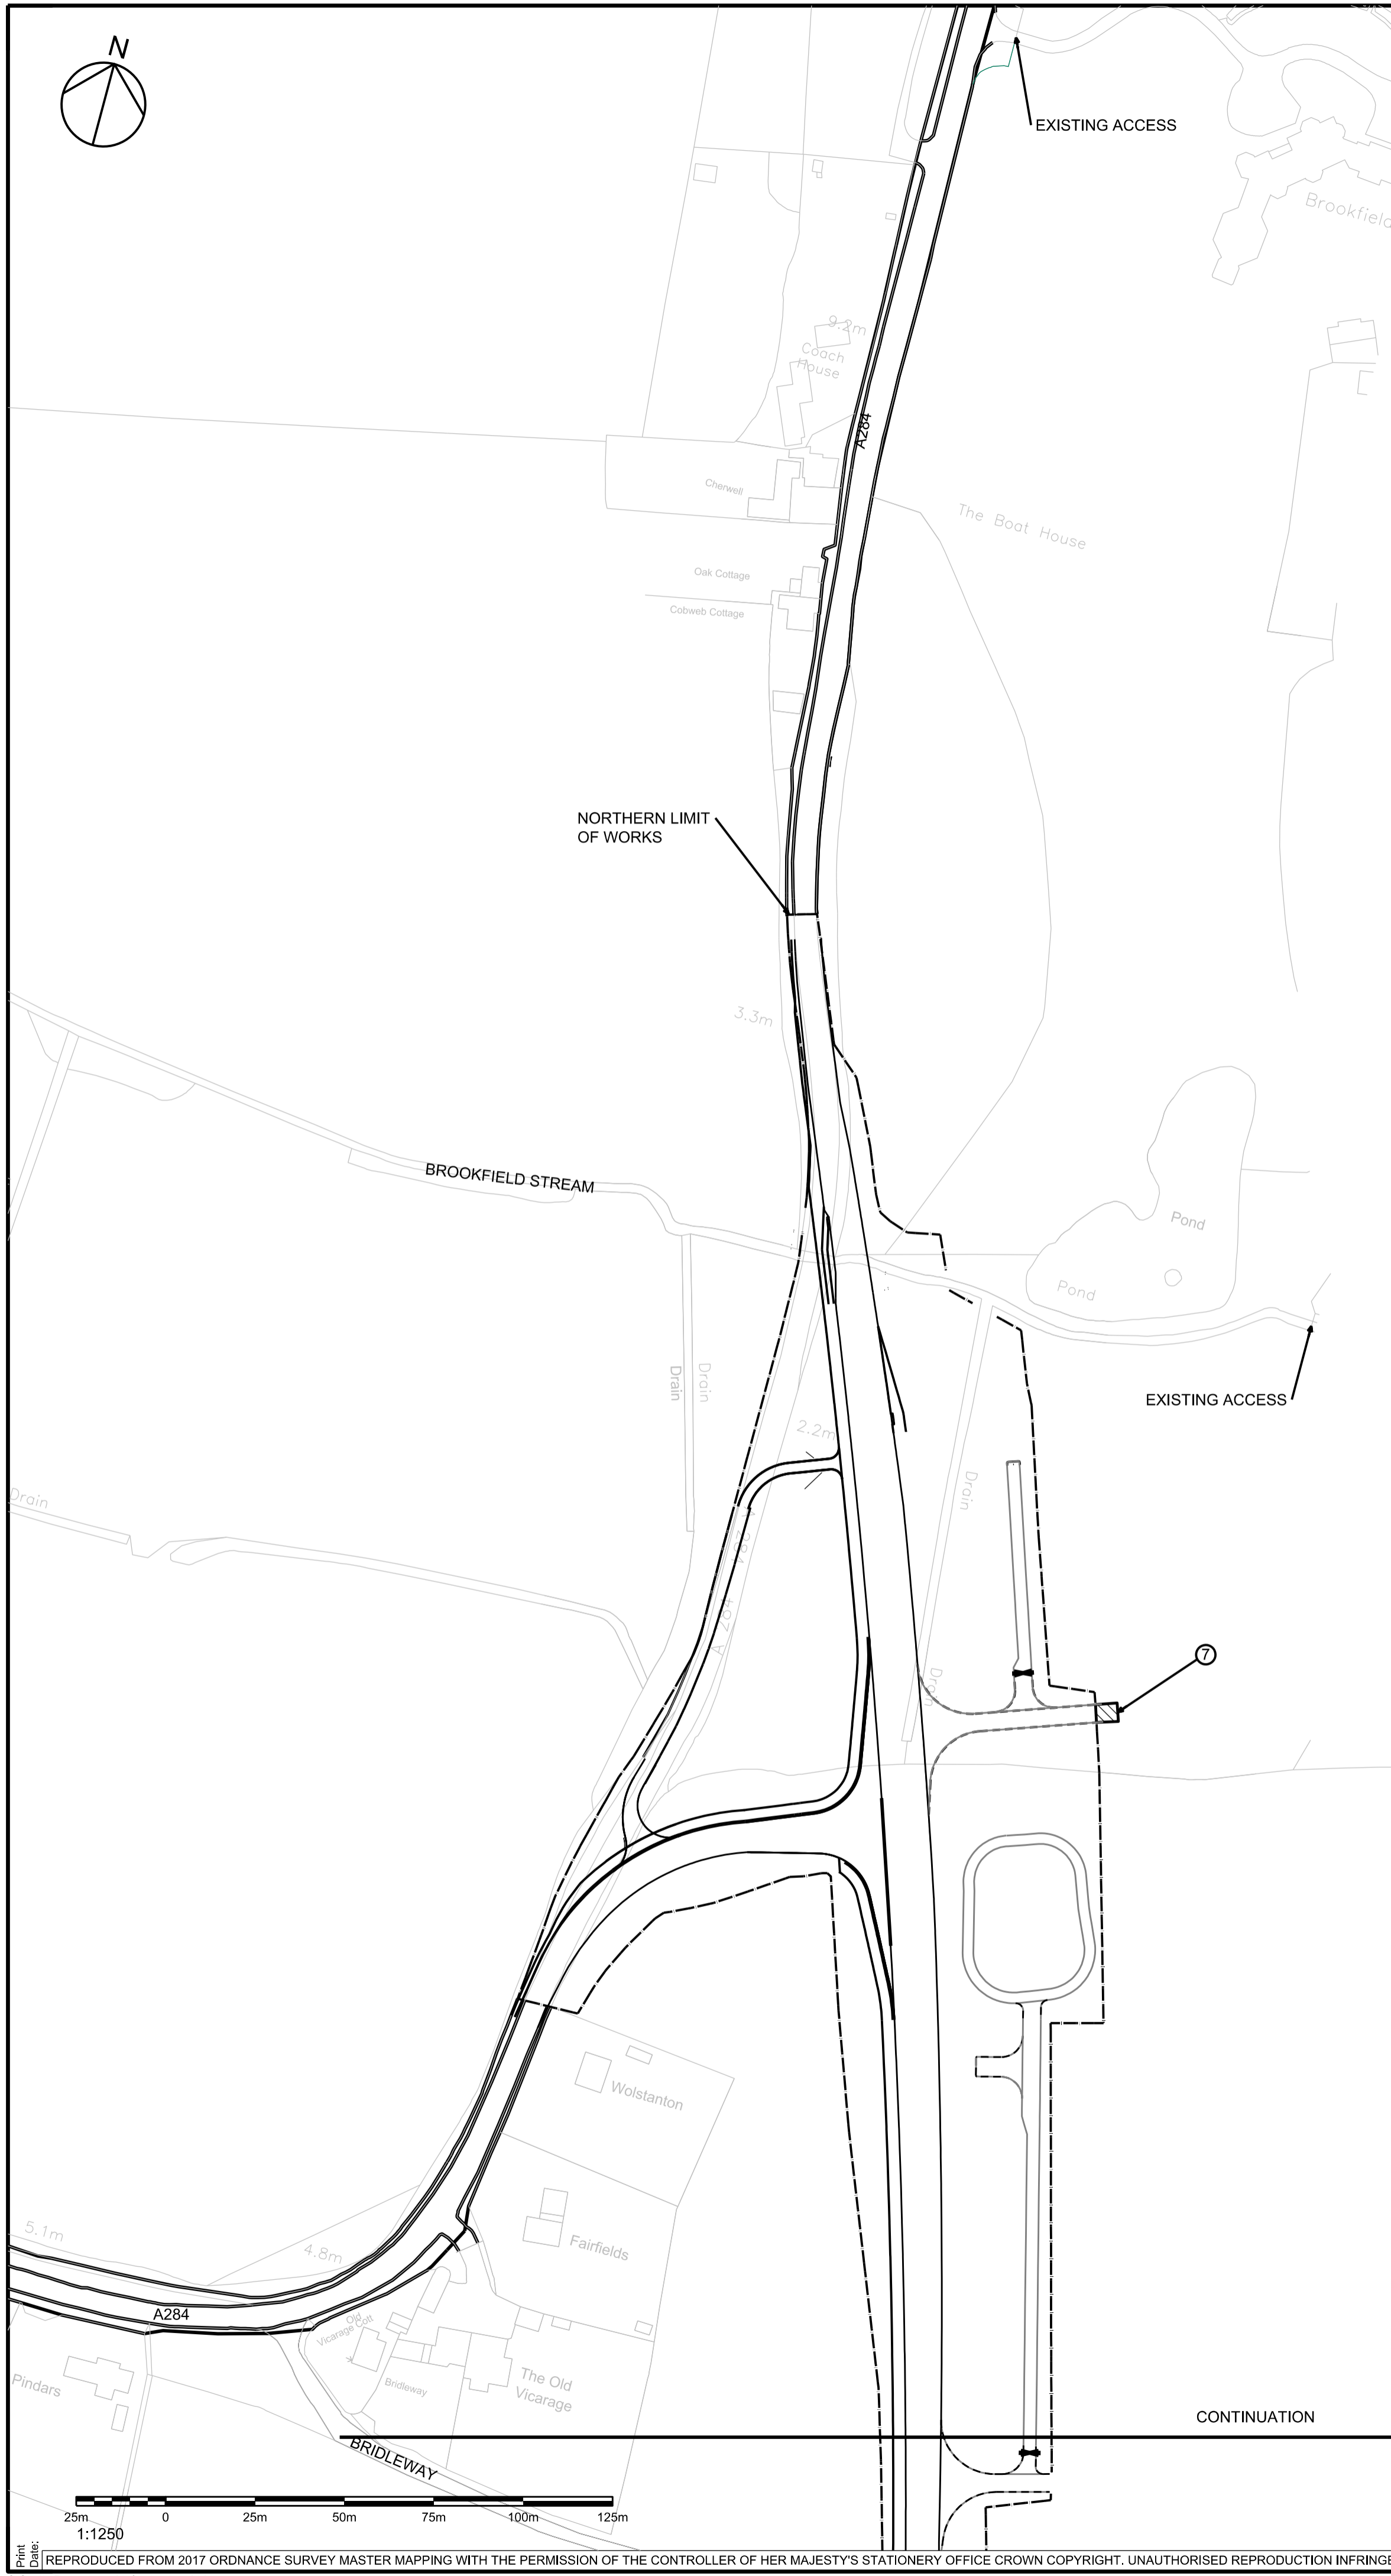 N
EXISTING ACCESS
Brookfield
9.2m
Coach
House
A284
Cherwell
The Boat House
Oak Cottage
Cobweb Cottage
NORTHERN LIMIT
OF WORKS
3.3m
BROOKFIELD STREAM
Pond
Pond
Drain
Drain
EXISTING ACCESS
2.2m
Drain
Drain
A 284
A 284
7
Drain
Wolstanton
Fairfields
5.1m
4.8m
A284
Old
Vicarage Cott
Pindars
Bridleway
The Old
Vicarage
CONTINUATION
BRIDLEWAY
25m 0 25m 50m 75m 100m 125m
1:1250
Print
Date:
REPRODUCED FROM 2017 ORDNANCE SURVEY MASTER MAPPING WITH THE PERMISSION OF THE CONTROLLER OF HER MAJESTY'S STATIONERY OFFICE CROWN COPYRIGHT. UNAUTHORISED REPRODUCTION INFRING